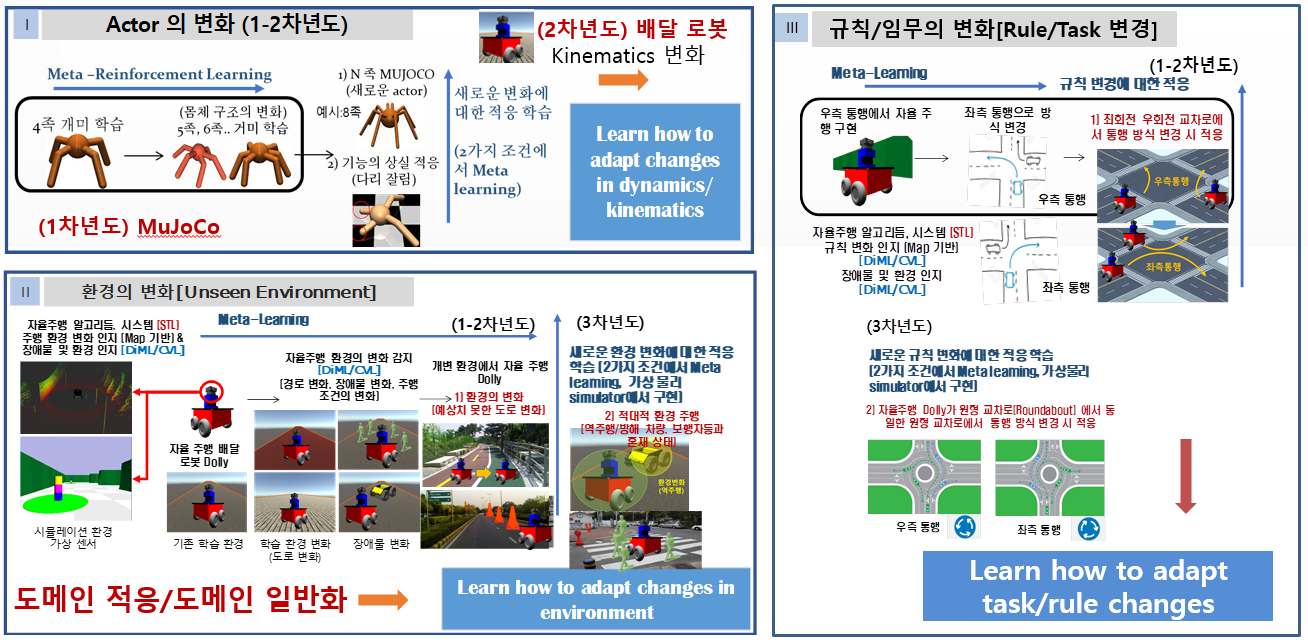 I
Actor 의 변화 (1-2차년도)
(2차년도) 배달 로봇
Kinematics 변화
Meta –Reinforcement Learning
4족 개미 학습
(몸체 구조의 변화)
5족, 6족.. 거미 학습
1) N 족 MUJOCO
(새로운 actor)
예시:8족
2) 기능의 상실 적응
(다리 잘림)
새로운 변화에
대한 적응 학습
(2가지 조건에
서 Meta
learning)
Learn how to
adapt changes
in dynamics/
kinematics
(1차년도) MuJoCo
II
환경의 변화[Unseen Environment]
자율주행 알고리듬, 시스템 [STL]
주행 환경 변화 인지 [Map 기반] &
장애물 및 환경 인지 [DiML/CVL]
Meta-Learning
(1-2차년도)
자율주행 환경의 변화 감지
[DiML/CVL]
[경로 변화, 장애물 변화, 주행
조건의 변화]
개변 환경에서 자율 주행
Dolly
1) 환경의 변화
[예상치 못한 도로 변화]
자율 주행 배달
로봇 Dolly
시뮬레이션 환경
가상 센서
기존 학습 환경
학습 환경 변화
(도로 변화)
장애물 변화
(3차년도)
새로운 환경 변화에 대한 적응
학습 [2가지 조건에서 Meta
learning, 가상 물리
simulator에서 구현]
2) 적대적 환경 주행
[역주행/방해 차량, 보행자등과
혼재 상태]
환경변화
(역주행)
도메인 적응/도메인 일반화
Learn how to adapt changes in
environment
III
규칙/임무의 변화[Rule/Task 변경]
(1-2차년도)
Meta-Learning
규칙 변경에 대한 적응
우측 통행에서 자율 주
행 구현
좌측 통행으로 방
식 변경
우측 통행
1) 좌회전 우회전 교차로에
서 통행 방식 변경 시 적응
우측통행
좌측통행
자율주행 알고리듬, 시스템 [STL]
규칙 변화 인지 [Map 기반]
[DiML/CVL]
장애물 및 환경 인지
[DiML/CVL]
좌측 통행
(3차년도)
새로운 규칙 변화에 대한 적응 학습
[2가지 조건에서 Meta learning, 가상물리
simulator에서 구현]
2) 자율주행 Dolly가 원형 교차로[Roundabout] 에서 동
일한 원형 교차로에서 통행 방식 변경 시 적응
우측 통행
좌측 통행
Learn how to adapt
task/rule changes